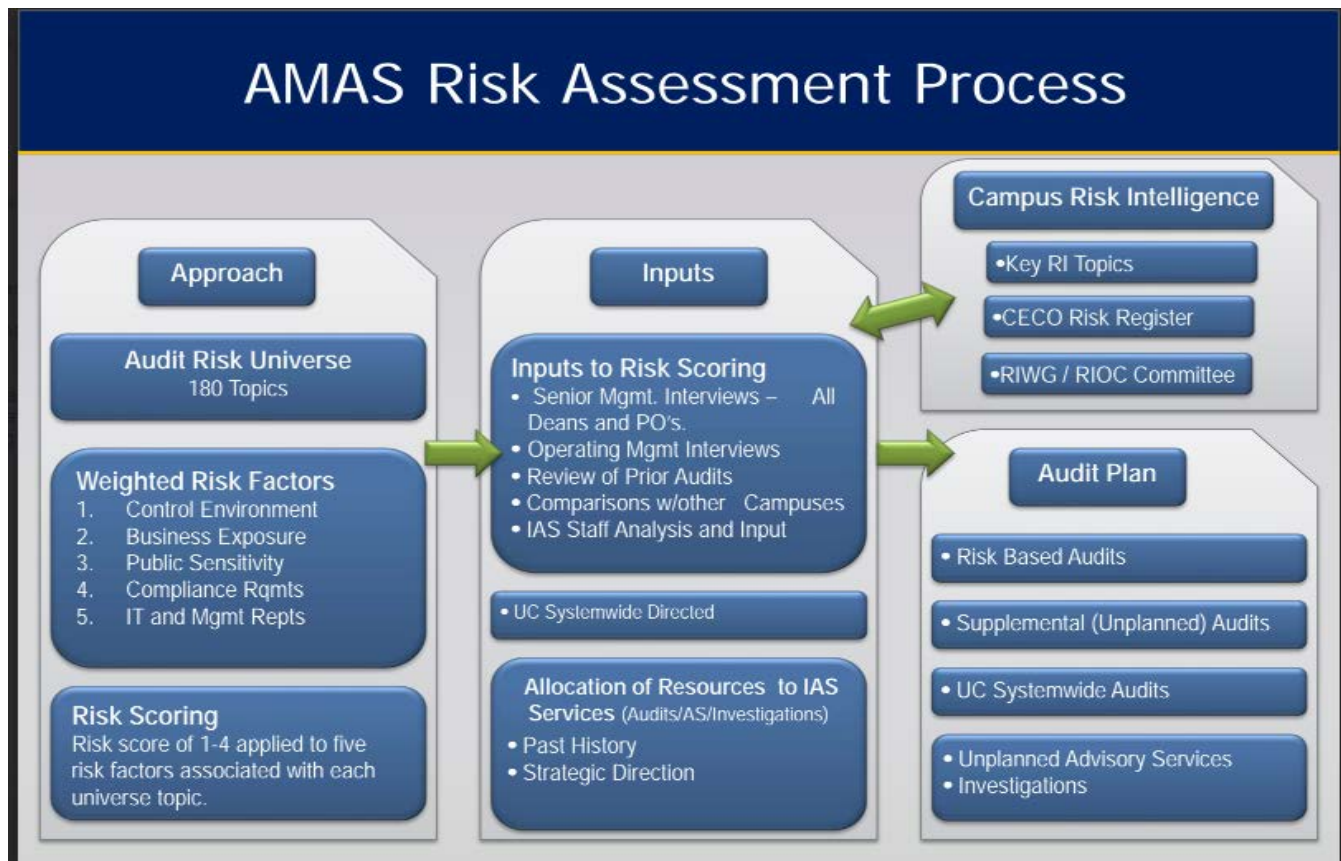 AMAS Risk Assessment Process
Approach
Audit Risk Universe
180 Topics
Weighted Risk Factors
1. Control Environment
2. Business Exposure
3. Public Sensitivity
4. Compliance Rqmts
5. IT and Mgmt Repts
Risk Scoring
Risk score of 1-4 applied to five
risk factors associated with each
universe topic.
Inputs
Inputs to Risk Scoring
• Senior Mgmt. Interviews – All
Deans and PO's.
• Operating Mgmt Interviews
• Review of Prior Audits
• Comparisons w/other Campuses
• IAS Staff Analysis and Input
• UC Systemwide Directed
Allocation of Resources to IAS
Services (Audits/AS/Investigations)
• Past History
• Strategic Direction
Campus Risk Intelligence
•Key RI Topics
•CECO Risk Register
•RIWG / RIOC Committee
Audit Plan
• Risk Based Audits
• Supplemental (Unplanned) Audits
• UC Systemwide Audits
• Unplanned Advisory Services
• Investigations